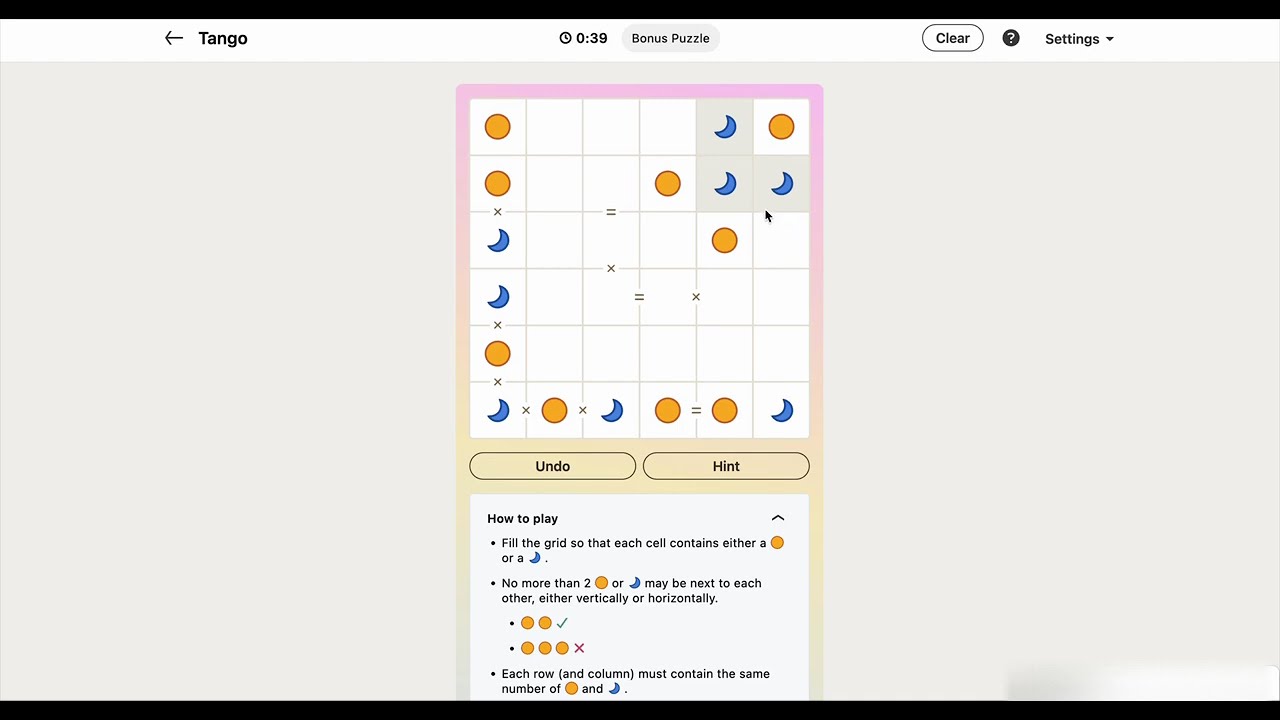 Tango
0:39
Bonus Puzzle
Clear
?
Settings
× =
×
= ×
×
×
× × =
Undo
Hint
How to play
• Fill the grid so that each cell contains either a
or a .
• No more than 2 or may be next to each
other, either vertically or horizontally.
• Each row (and column) must contain the same
number of and .